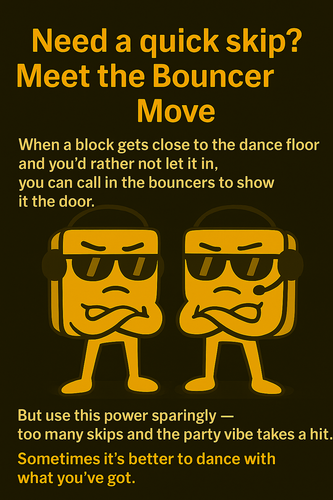 Need a quick skip?
Meet the Bouncer
Move
When a block gets close to the dance floor
and you’d rather not let it in,
you can call in the bouncers to show
it the door.
But use this power sparingly —
too many skips and the party vibe takes a hit.
Sometimes it’s better to dance with
what you’ve got.